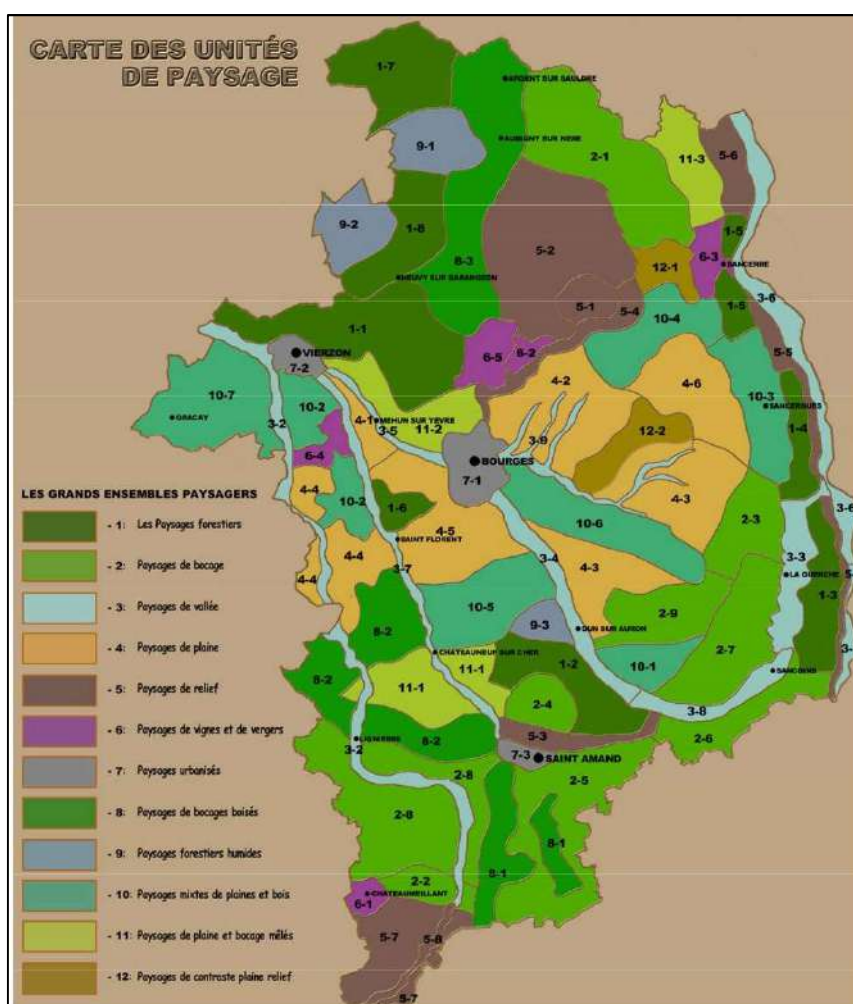 CARTE DES UNITÉS
DE PAYSAGE
1-7
ARGENT SUR SAULDRE
9-1
AUBIGNY SUR NERE
2-1
11-3
5-6
9-2
1-8
8-3
5-2
6-3
1-5
SANCERRE
NEUVY SUR BARANGEON
12-1
5-1
5-4
1-5
3-6
10-4
1-1
VIERZON
7-2
6-5
6-2
5-5
4-2
4-6
10-7
GRACAY
10-2
4-1
MEHUN SUR YEVRE
3-5
11-2
10-3
SANCERGUES
3-2
3-9
12-2
1-4
6-4
BOURGES
7-1
4-4
10-2
1-6
4-3
4-5
SAINT FLORENT
10-6
2-3
3-6
4-4
4-4
3-7
3-4
4-3
3-3
LA GUERCHE
5-
1-3
10-5
9-3
DUN SUR AURON
2-9
8-2
CHATEAUNEUF SUR CHER
11-1
1-2
10-1
2-7
3-
8-2
11-1
2-4
SANCOINS
3-8
LIGNIERES
3-2
8-2
5-3
7-3
SAINT AMAND
2-6
2-8
2-5
2-8
8-1
8-1
2-2
CHATEAUMEILLANT
6-1
5-7
5-8
5-7
LES GRANDS ENSEMBLES PAYSAGERS
- 1: Les Paysages forestiers
- 2: Paysages de bocage
- 3: Paysages de vallée
- 4: Paysages de plaine
- 5: Paysages de relief
- 6: Paysages de vignes et de vergers
- 7: Paysages urbanisés
- 8: Paysages de bocages boisés
- 9: Paysages forestiers humides
- 10: Paysages mixtes de plaines et bois
- 11: Paysages de plaine et bocage mêlés
- 12: Paysages de contraste plaine relief